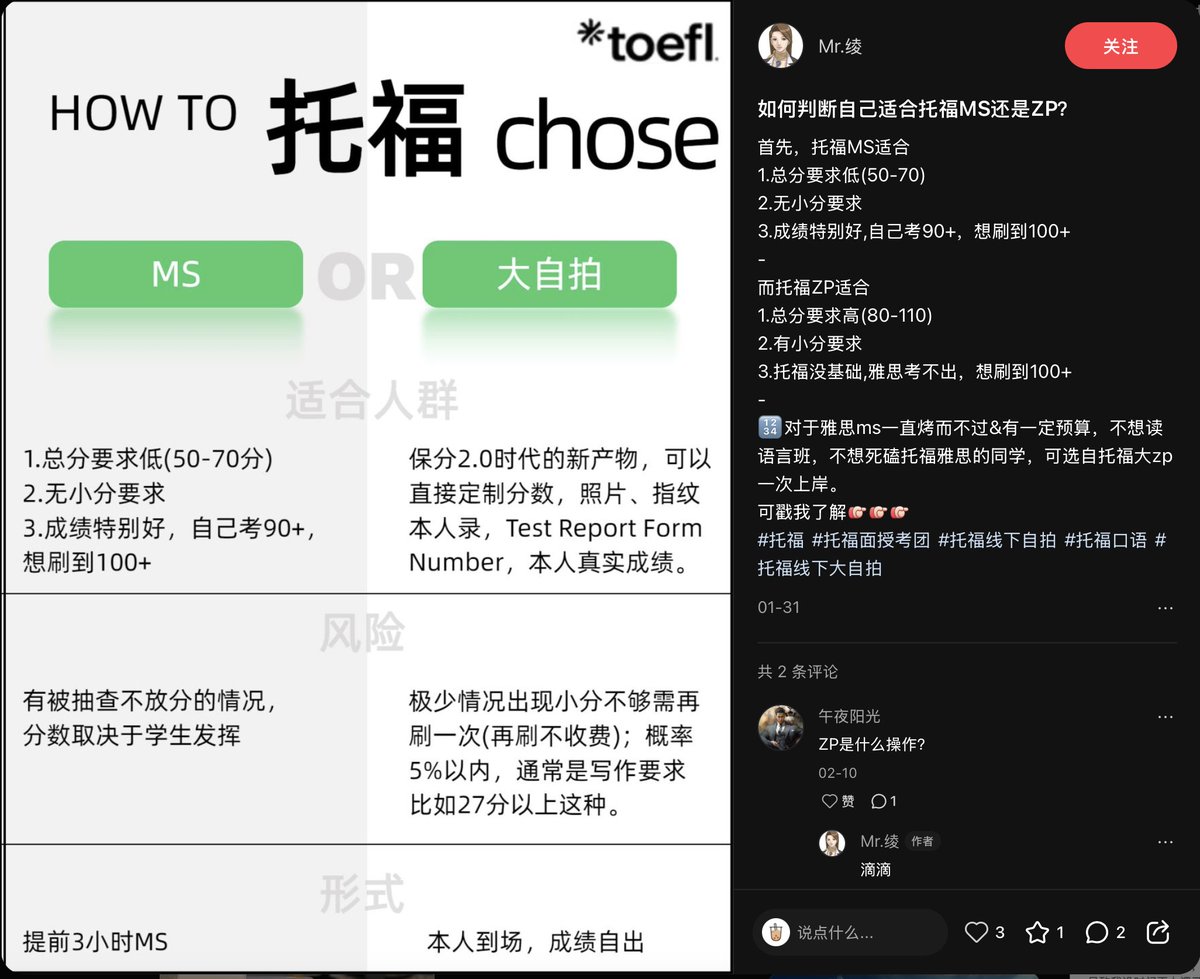 *toefl.
HOW TO 托福 chose
MS OR 大自拍
适合人群
1.总分要求低(50-70分)
2.无小分要求
3.成绩特别好，自己考90+，
想刷到100+
保分2.0时代的新产物，可以
直接定制分数，照片、指纹
本人录，Test Report Form
Number，本人真实成绩。
风险
有被抽查不放分的情况，
分数取决于学生发挥
极少情况出现小分不够需再
刷一次(再刷不收费)；概率
5%以内，通常是写作要求
比如27分以上这种。
形式
提前3小时MS
本人到场，成绩自出
Mr.绫
关注
如何判断自己适合托福MS还是ZP?
首先，托福MS适合
1.总分要求低(50-70)
2.无小分要求
3.成绩特别好,自己考90+，想刷到100+
-
而托福ZP适合
1.总分要求高(80-110)
2.有小分要求
3.托福没基础,雅思考不出，想刷到100+
-
🔢对于雅思ms一直烤而不过&有一定预算，不想读
语言班，不想死磕托福雅思的同学，可选自托福大zp
一次上岸。
可戳我了解👉👉👉
#托福 #托福面授考团 #托福线下自拍 #托福口语 #
托福线下大自拍
01-31
...
共 2 条评论
午夜阳光
...
ZP是什么操作?
02-10
赞 1
Mr.绫 作者
...
滴滴
说点什么...
3 1 2